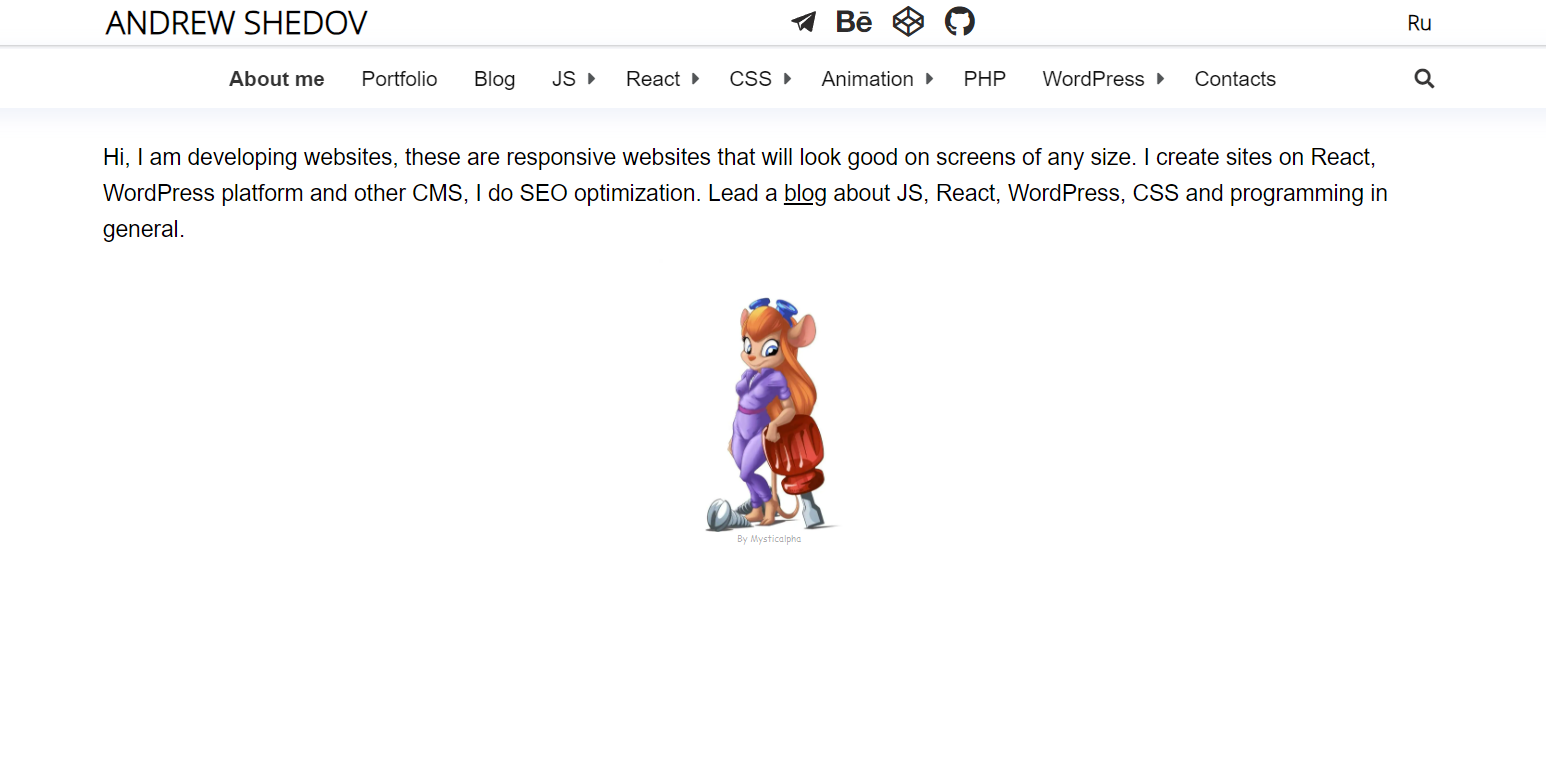 ANDREW SHEDOV
Bē
Ru
About me Portfolio Blog JS React CSS Animation PHP WordPress Contacts
Hi, I am developing websites, these are responsive websites that will look good on screens of any size. I create sites on React,
WordPress platform and other CMS, I do SEO optimization. Lead a blog about JS, React, WordPress, CSS and programming in
general.
By Mysticalpha